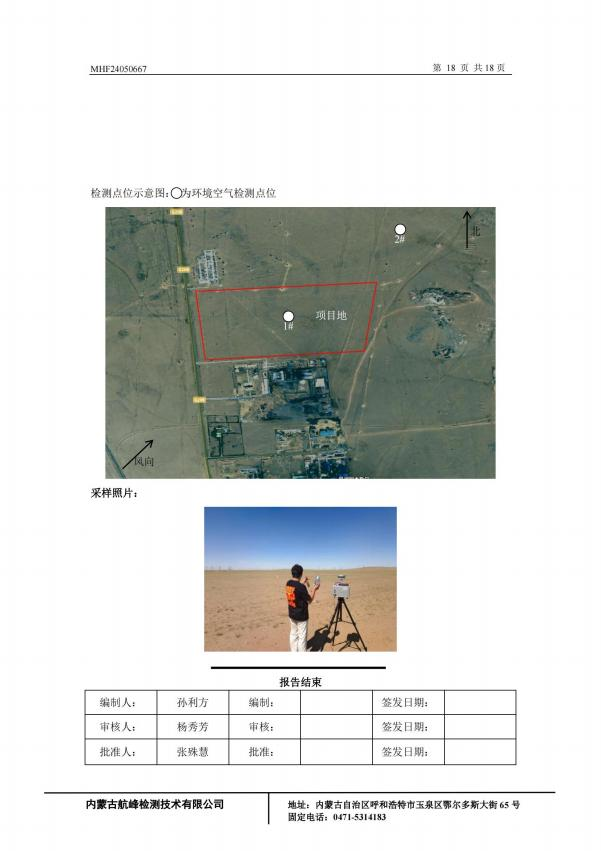 MHF24050667 第 18 页 共 18 页
检测点位示意图:○为环境空气检测点位
北
2#
项目地
1#
风向
采样照片:
报告结束
编制人: 孙利方 编制: 签发日期:
审核人: 杨秀芳 审核: 签发日期:
批准人: 张殊慧 批准: 签发日期:
内蒙古航峰检测技术有限公司
地址:内蒙古自治区呼和浩特市玉泉区鄂尔多斯大街 65 号
固定电话:0471-5314183